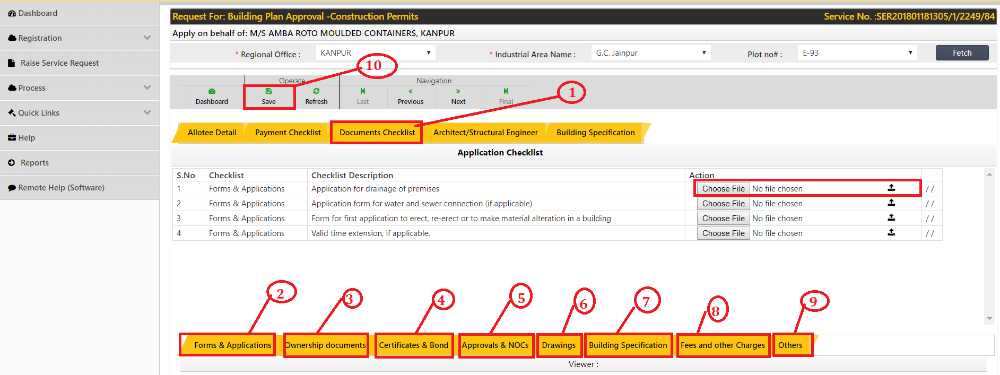 Dashboard
Registration
Raise Service Request
Process
Quick Links
Help
Reports
Remote Help (Software)
Request For: Building Plan Approval -Construction Permits Service No. :SER201801181305/1/2249/84
Apply on behalf of: M/S AMBA ROTO MOULDED CONTAINERS, KANPUR
* Regional Office : KANPUR * Industrial Area Name : G.C. Jainpur Plot no# : E-93 Fetch
10
Operate Navigation
Dashboard Save Refresh Last Previous Next Final
1
Allotee Detail Payment Checklist Documents Checklist Architect/Structural Engineer Building Specification
Application Checklist
S.No Checklist Checklist Description Action
1 Forms & Applications Application for drainage of premises Choose File No file chosen / /
2 Forms & Applications Application form for water and sewer connection (if applicable) Choose File No file chosen / /
3 Forms & Applications Form for first application to erect, re-erect or to make material alteration in a building Choose File No file chosen / /
4 Forms & Applications Valid time extension, if applicable. Choose File No file chosen / /
2 3 4 5 6 7 8 9
Forms & Applications Ownership documents Certificates & Bond Approvals & NOCs Drawings Building Specification Fees and other Charges Others
Viewer :